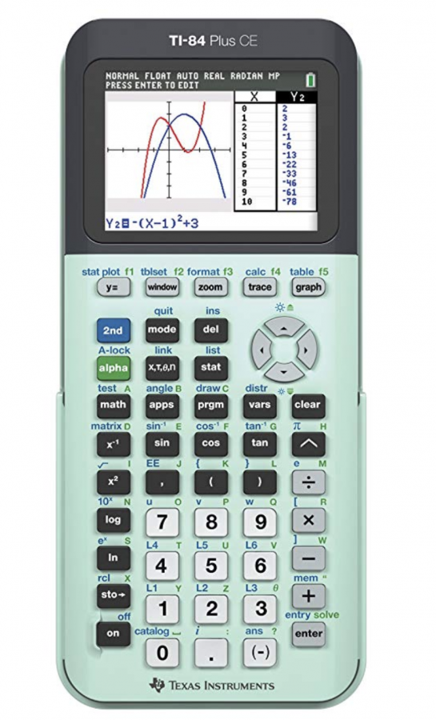 TI-84 Plus CE
NORMAL FLOAT AUTO REAL RADIAN MP
PRESS ENTER TO EDIT
X Y₂
0 2
1 3
2 2
3 -1
4 -6
5 -13
6 -22
7 -33
8 -46
9 -61
10 -78
Y₂=-(X-1)²+3
stat plot f1 tblset f2 format f3 calc f4 table f5
y= window zoom trace graph
quit ins
2nd mode del
A-lock link list
alpha X,T,θ,n stat
test A angle B draw C distr
math apps prgm vars clear
matrix D sin⁻¹ E cos⁻¹ F tan⁻¹ G π H
x⁻¹ sin cos tan ^
√ I EE J { K } L e M
x² , ( ) ÷
10ˣ N u O v P w Q [ R
log 7 8 9 ×
eˣ S L4 T L5 U L6 V ] W
ln 4 5 6 −
rcl X L1 Y L2 Z L3 θ mem "
sto→ 1 2 3 +
off catalog ⎵ i : ans ? entry solve
on 0 . (-) enter
TEXAS INSTRUMENTS